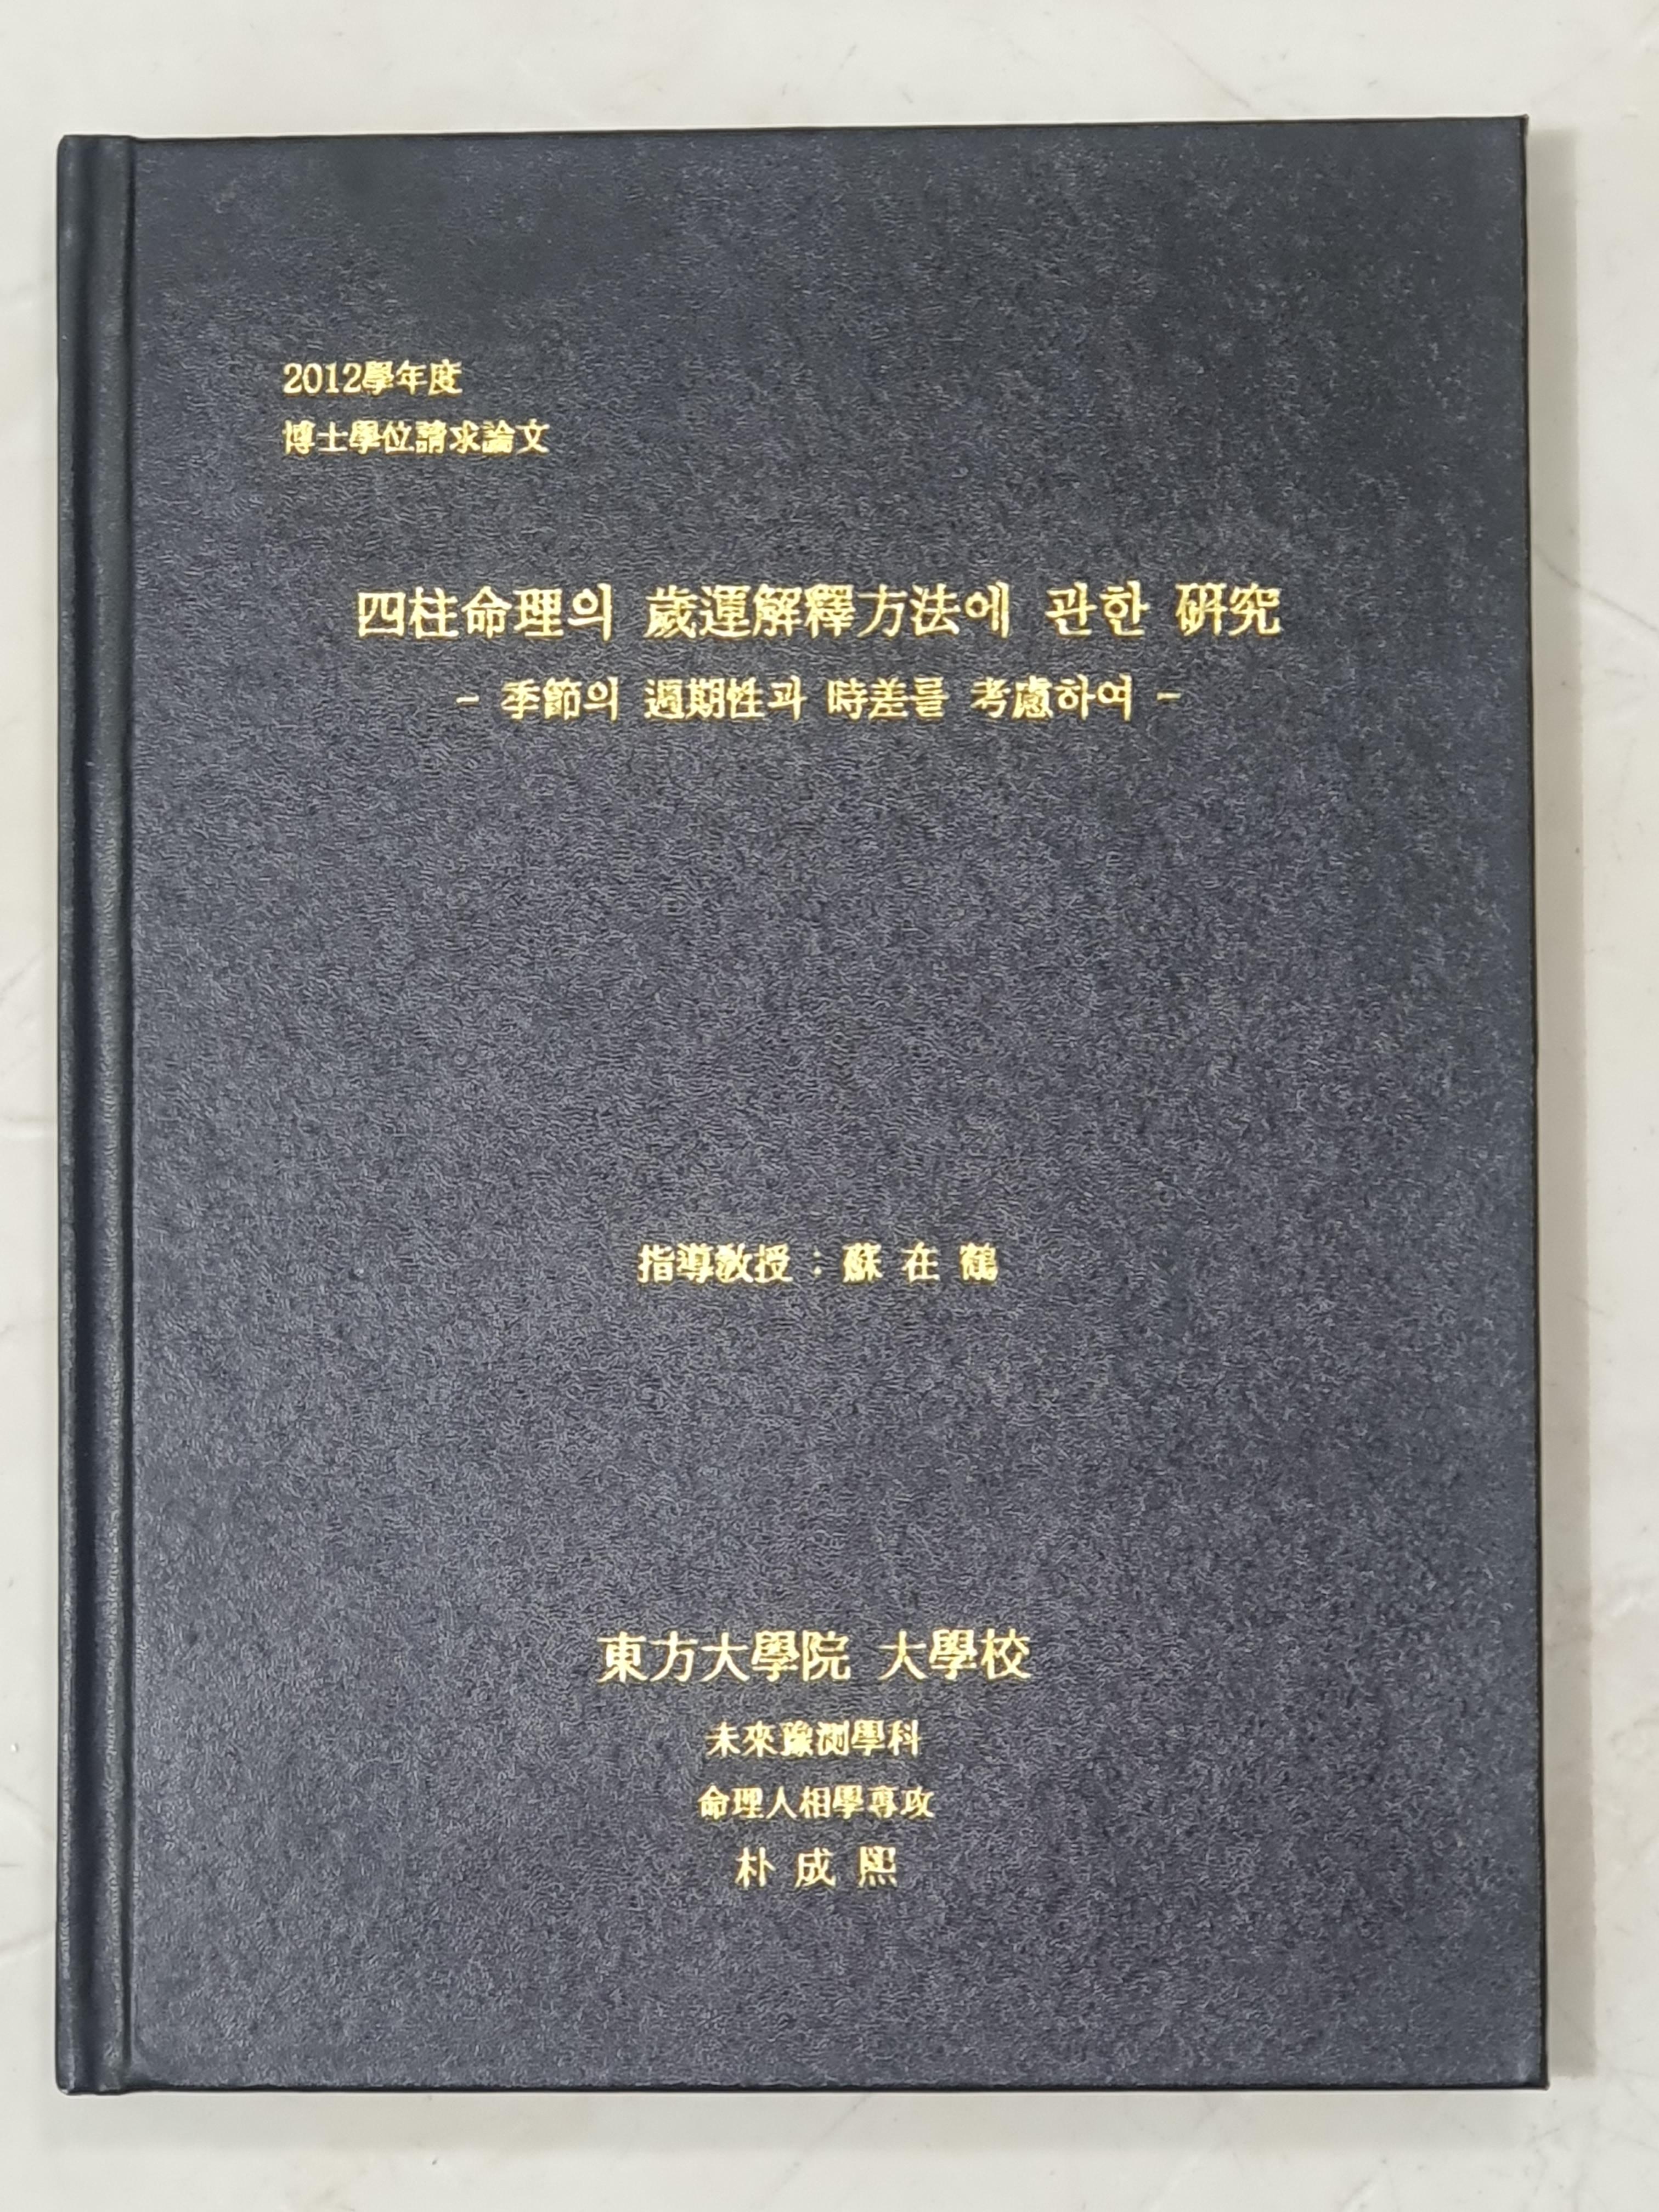 2012學年度
博士學位請求論文
四柱命理의 歲運解釋方法에 관한 硏究
- 季節의 週期性과 時差를 考慮하여 -
指導敎授 : 蘇 在 鶴
東方大學院 大學校
未來豫測學科
命理人相學專攻
朴 成 熙